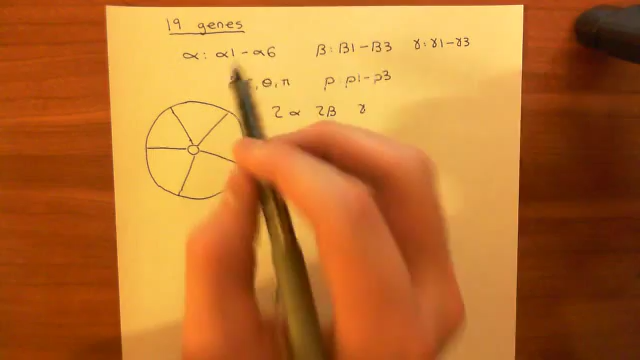 19 genes
α: α1-α6 β: β1-β3 γ: γ1-γ3
, θ, π ρ: ρ1-ρ3
2α 2β γ